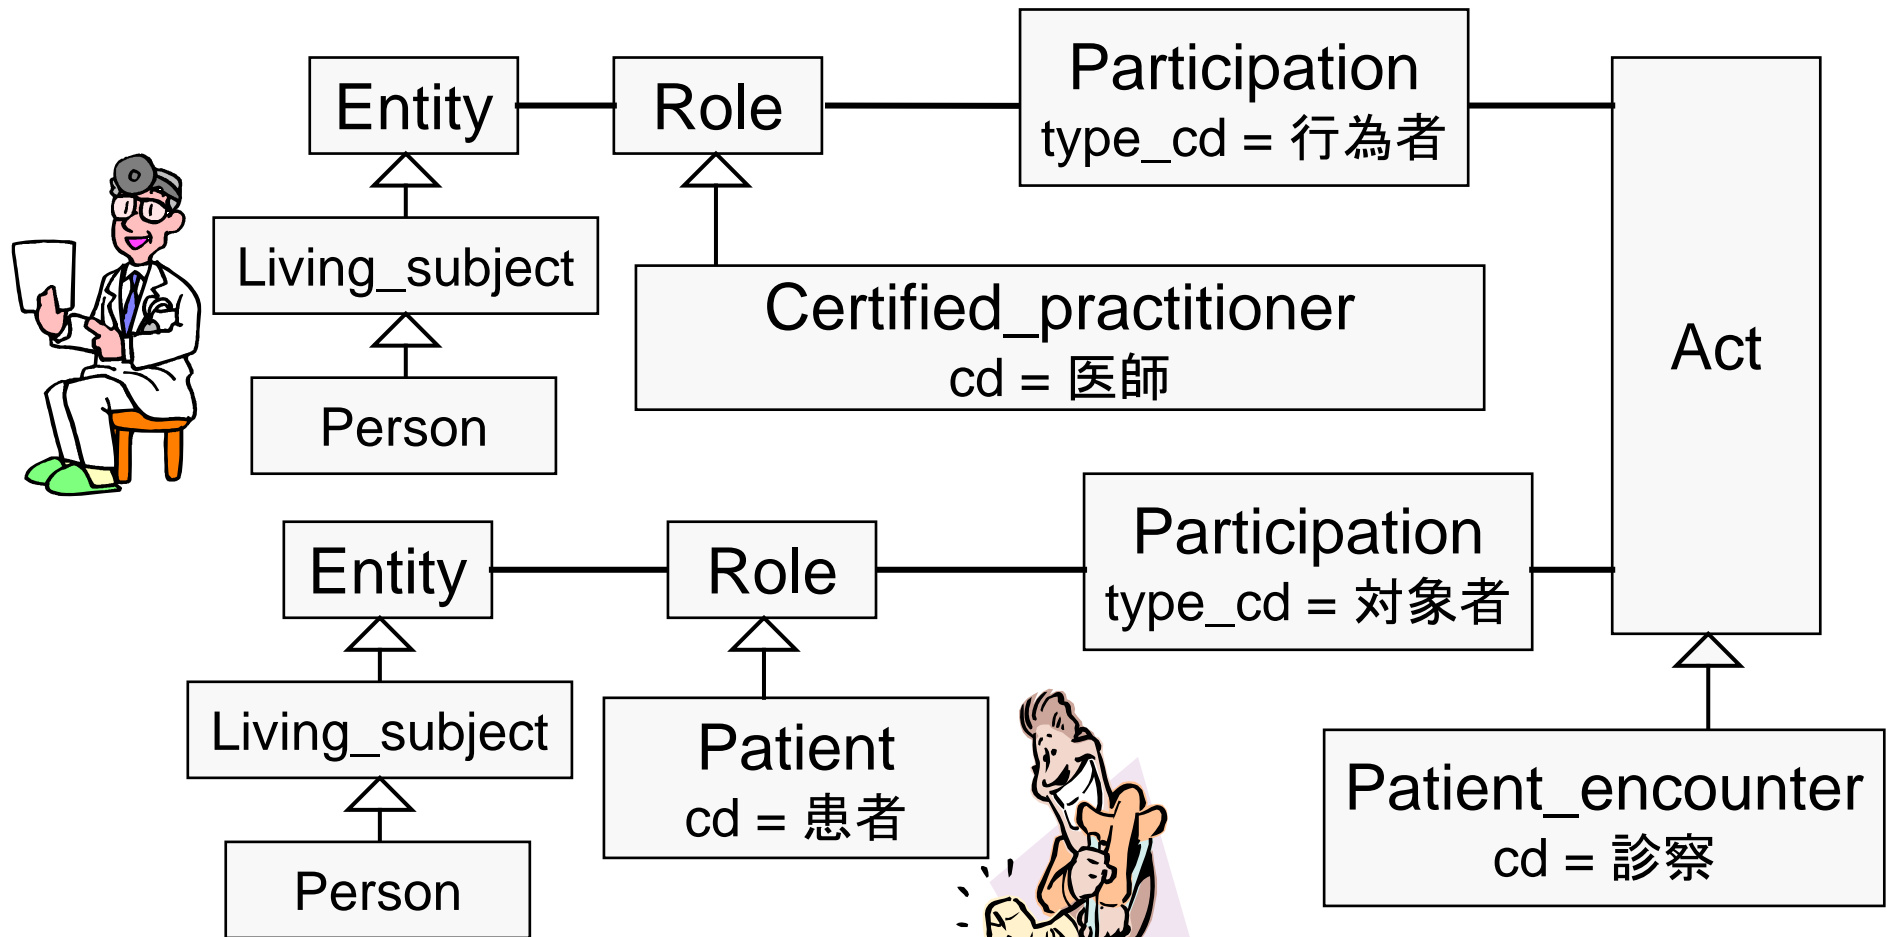 Entity
Role
Participation
type_cd = 行為者
Living_subject
Certified_practitioner
cd = 医師
Person
Act
Entity
Role
Participation
type_cd = 対象者
Living_subject
Patient
cd = 患者
Person
Patient_encounter
cd = 診察